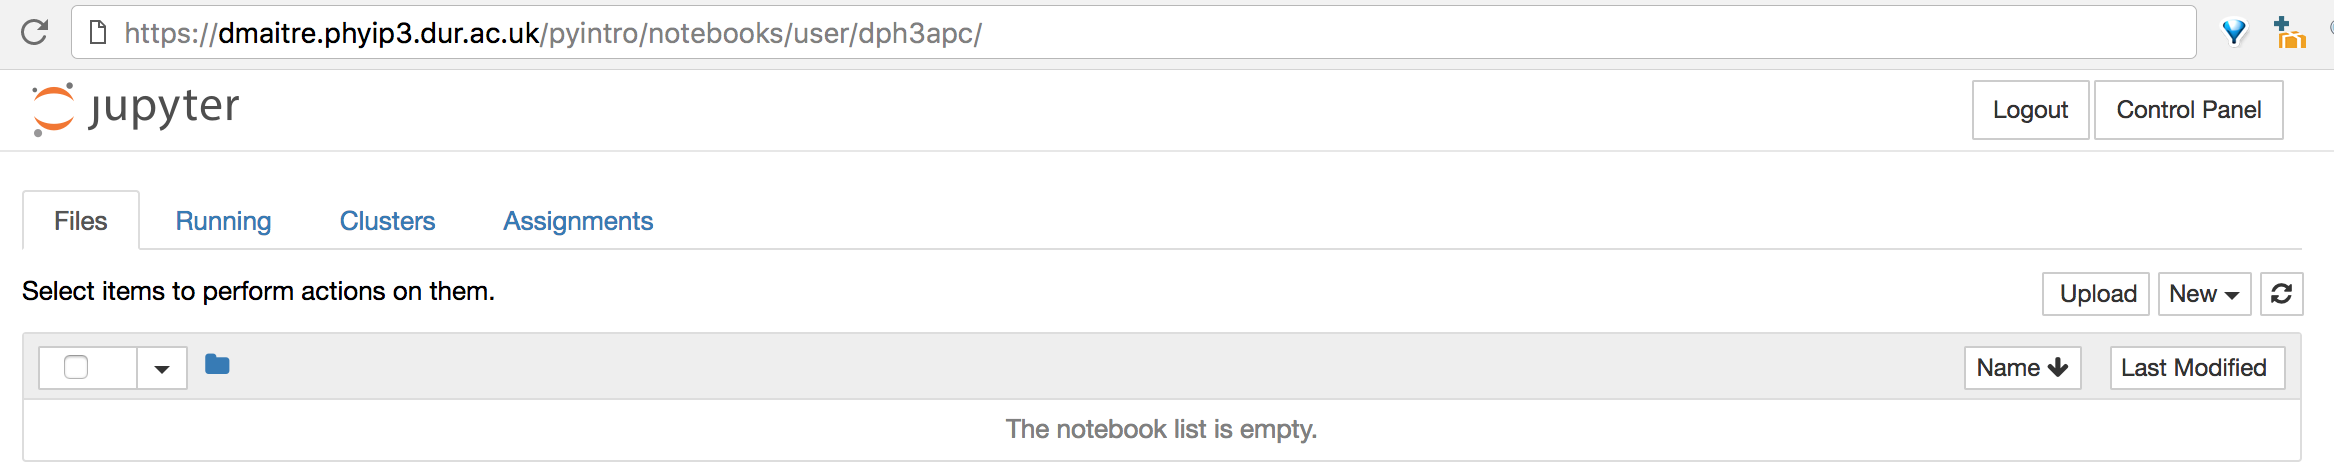 https://dmaitre.phyip3.dur.ac.uk/pyintro/notebooks/user/dph3apc/
jupyter
Logout
Control Panel
Files
Running
Clusters
Assignments
Select items to perform actions on them.
Upload
New
Name
Last Modified
The notebook list is empty.